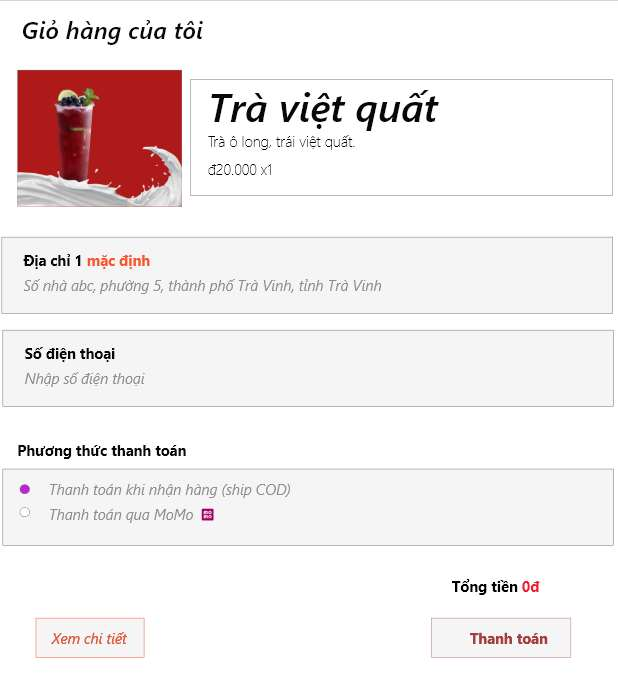 Giỏ hàng của tôi
Trà việt quất
Trà ô long, trái việt quất.
đ20.000 x1
Địa chỉ 1 mặc định
Số nhà abc, phường 5, thành phố Trà Vinh, tỉnh Trà Vinh
Số điện thoại
Nhập số điện thoại
Phương thức thanh toán
Thanh toán khi nhận hàng (ship COD)
Thanh toán qua MoMo
Tổng tiền 0đ
Xem chi tiết
Thanh toán